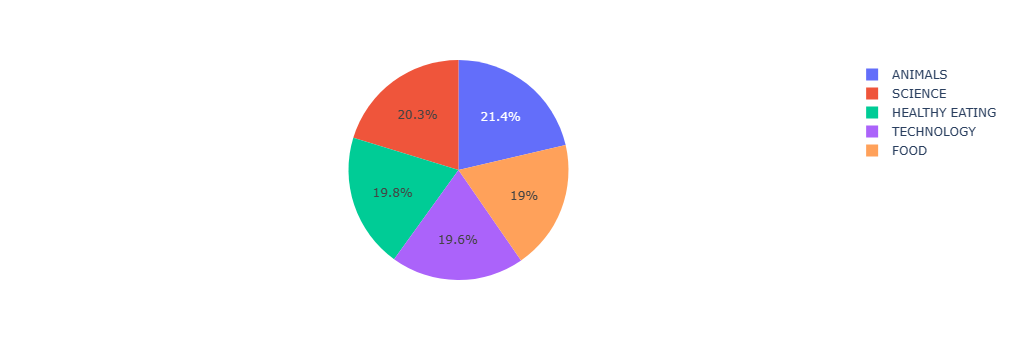 ANIMALS
SCIENCE
HEALTHY EATING
TECHNOLOGY
FOOD
20.3%
21.4%
19.8%
19%
19.6%